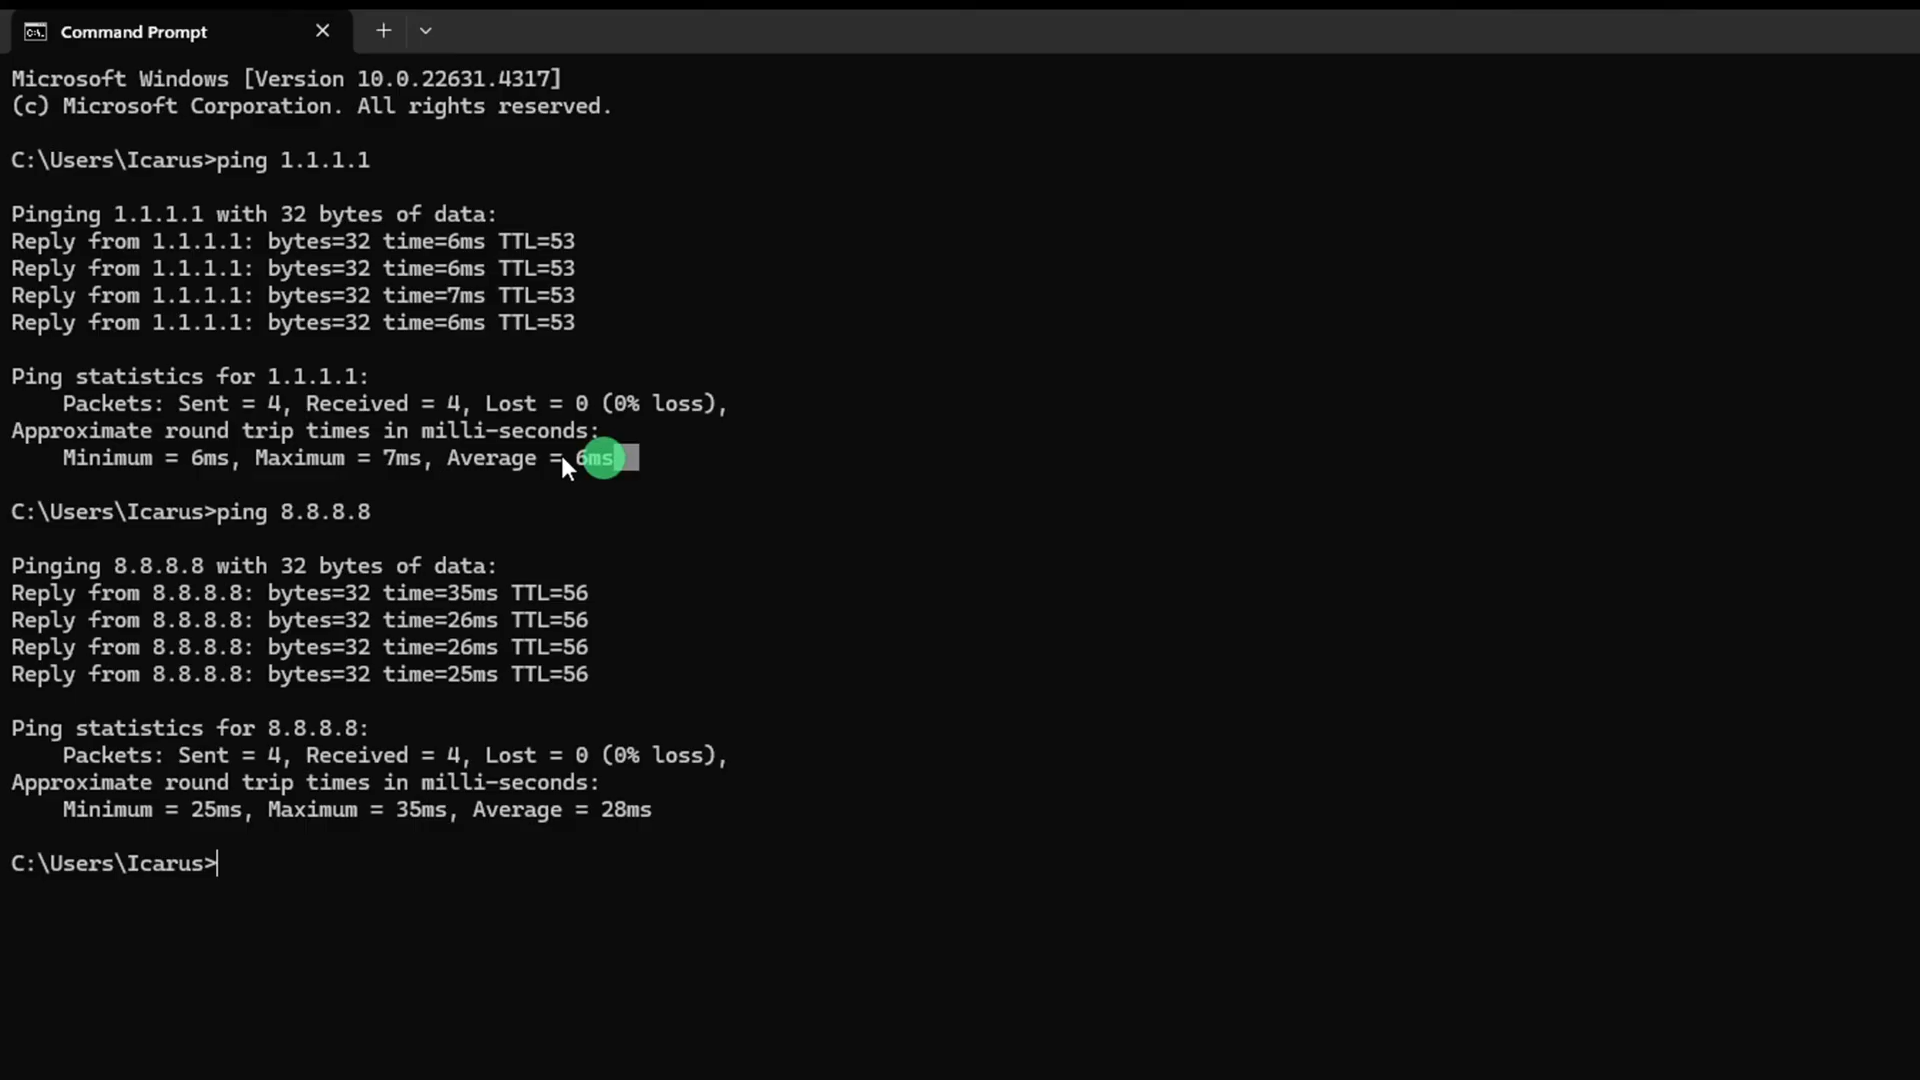 Command Prompt
Microsoft Windows [Version 10.0.22631.4317]
(c) Microsoft Corporation. All rights reserved.
C:\Users\Icarus>ping 1.1.1.1
Pinging 1.1.1.1 with 32 bytes of data:
Reply from 1.1.1.1: bytes=32 time=6ms TTL=53
Reply from 1.1.1.1: bytes=32 time=6ms TTL=53
Reply from 1.1.1.1: bytes=32 time=7ms TTL=53
Reply from 1.1.1.1: bytes=32 time=6ms TTL=53
Ping statistics for 1.1.1.1:
    Packets: Sent = 4, Received = 4, Lost = 0 (0% loss),
Approximate round trip times in milli-seconds:
    Minimum = 6ms, Maximum = 7ms, Average = 6ms
C:\Users\Icarus>ping 8.8.8.8
Pinging 8.8.8.8 with 32 bytes of data:
Reply from 8.8.8.8: bytes=32 time=35ms TTL=56
Reply from 8.8.8.8: bytes=32 time=26ms TTL=56
Reply from 8.8.8.8: bytes=32 time=26ms TTL=56
Reply from 8.8.8.8: bytes=32 time=25ms TTL=56
Ping statistics for 8.8.8.8:
    Packets: Sent = 4, Received = 4, Lost = 0 (0% loss),
Approximate round trip times in milli-seconds:
    Minimum = 25ms, Maximum = 35ms, Average = 28ms
C:\Users\Icarus>